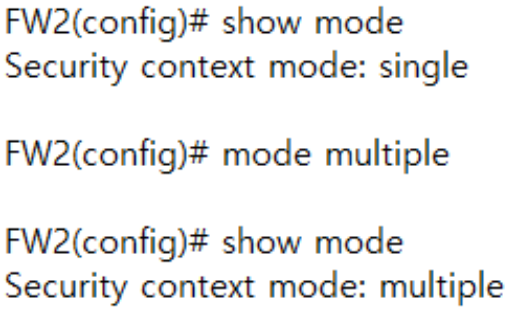 FW2(config)# show mode
Security context mode: single
FW2(config)# mode multiple
FW2(config)# show mode
Security context mode: multiple